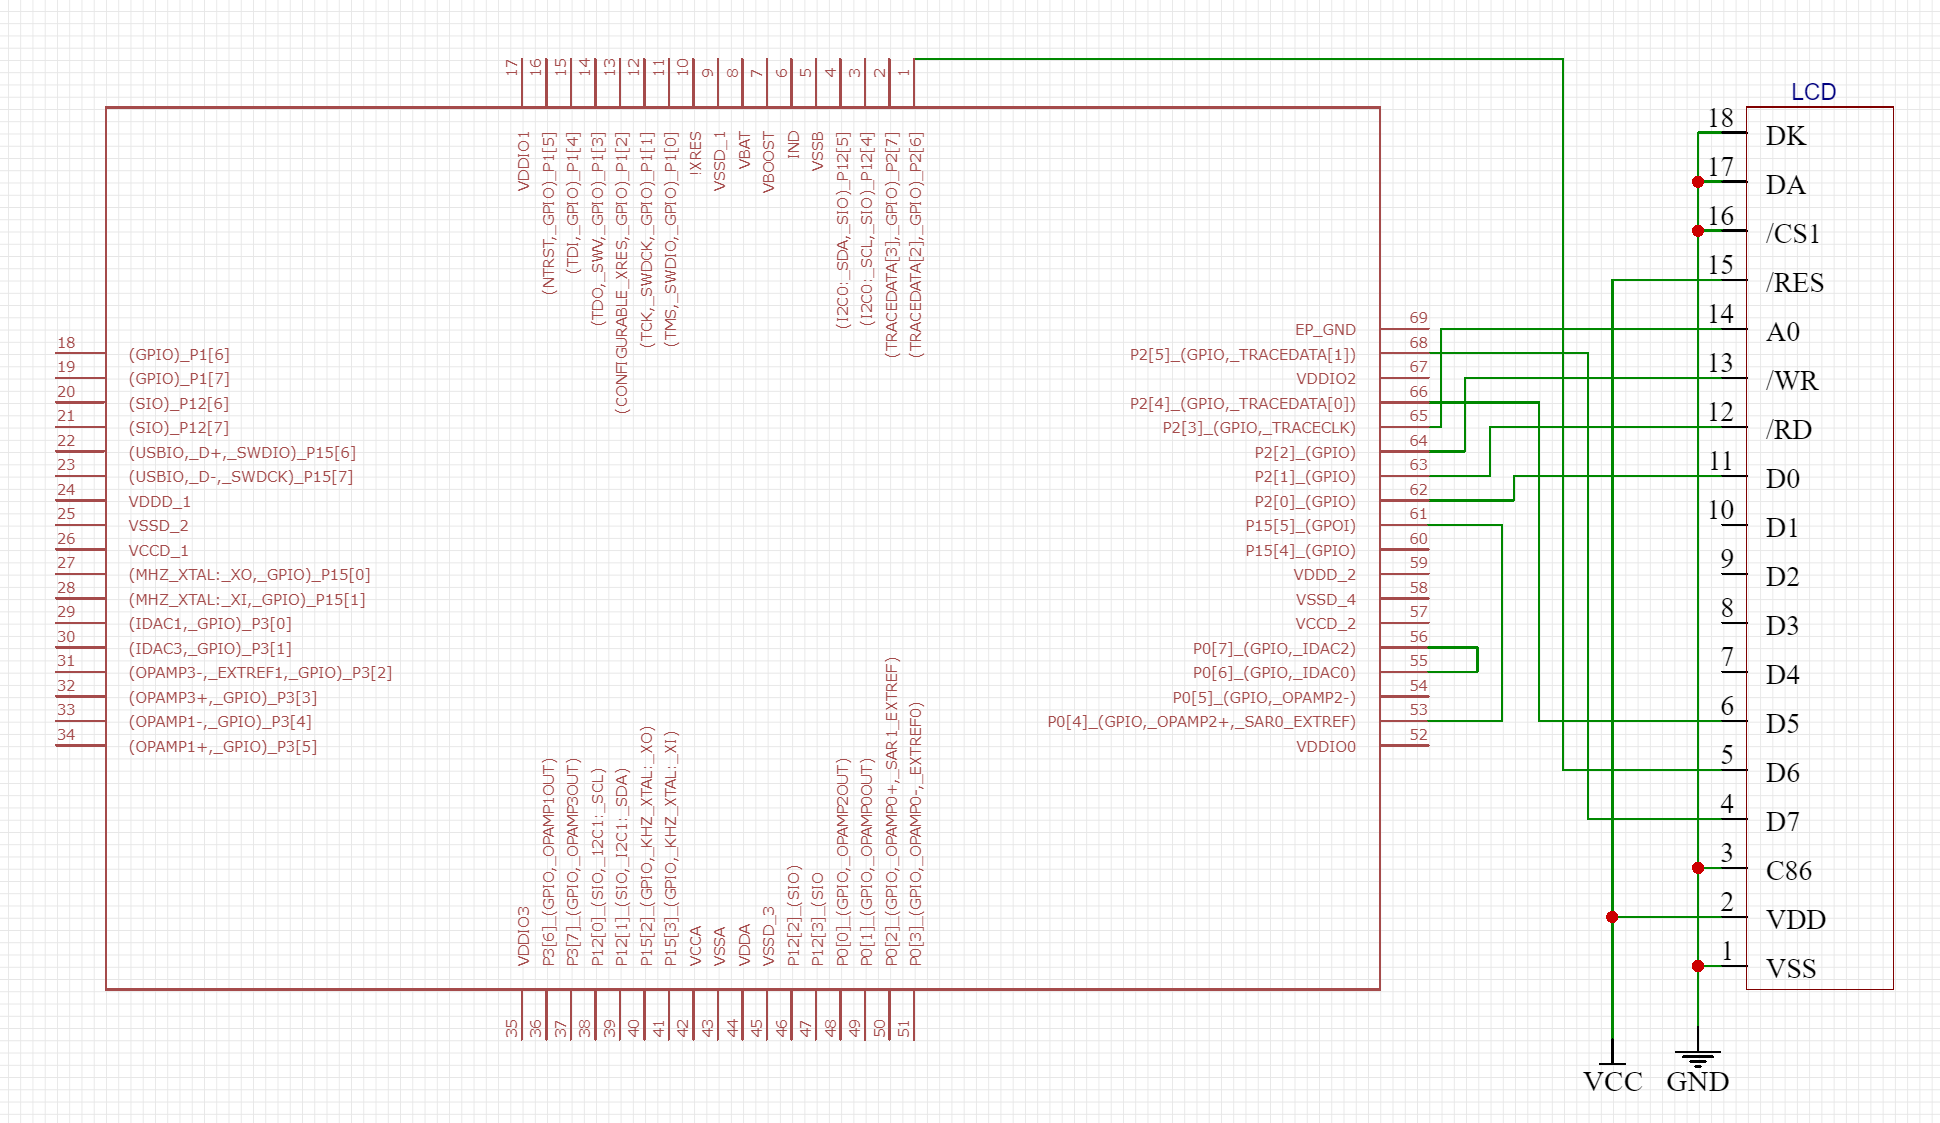 17
16
15
14
13
12
11
10
9
8
7
6
5
4
3
2
1
VDDIO1
(NTRST,_GPIO)_P1[5]
(TDI,_GPIO)_P1[4]
(TDO,_SWV,_GPIO)_P1[3]
(CONFIGURABLE_XRES,_GPIO)_P1[2]
(TCK,_SWDCK,_GPIO)_P1[1]
(TMS,_SWDIO,_GPIO)_P1[0]
!XRES
VSSD_1
VBAT
VBOOST
IND
VSSB
(I2C0:_SDA,_SIO)_P12[5]
(I2C0:_SCL,_SIO)_P12[4]
(TRACEDATA[3],_GPIO)_P2[7]
(TRACEDATA[2],_GPIO)_P2[6]
18 (GPIO)_P1[6]
19 (GPIO)_P1[7]
20 (SIO)_P12[6]
21 (SIO)_P12[7]
22 (USBIO,_D+,_SWDIO)_P15[6]
23 (USBIO,_D-,_SWDCK)_P15[7]
24 VDDD_1
25 VSSD_2
26 VCCD_1
27 (MHZ_XTAL:_XO,_GPIO)_P15[0]
28 (MHZ_XTAL:_XI,_GPIO)_P15[1]
29 (IDAC1,_GPIO)_P3[0]
30 (IDAC3,_GPIO)_P3[1]
31 (OPAMP3-,_EXTREF1,_GPIO)_P3[2]
32 (OPAMP3+,_GPIO)_P3[3]
33 (OPAMP1-,_GPIO)_P3[4]
34 (OPAMP1+,_GPIO)_P3[5]
EP_GND 69
P2[5]_(GPIO,_TRACEDATA[1]) 68
VDDIO2 67
P2[4]_(GPIO,_TRACEDATA[0]) 66
P2[3]_(GPIO,_TRACECLK) 65
P2[2]_(GPIO) 64
P2[1]_(GPIO) 63
P2[0]_(GPIO) 62
P15[5]_(GPOI) 61
P15[4]_(GPIO) 60
VDDD_2 59
VSSD_4 58
VCCD_2 57
P0[7]_(GPIO,_IDAC2) 56
P0[6]_(GPIO,_IDAC0) 55
P0[5]_(GPIO,_OPAMP2-) 54
P0[4]_(GPIO,_OPAMP2+,_SAR0_EXTREF) 53
VDDIO0 52
VDDIO3
P3[6]_(GPIO,_OPAMP1OUT)
P3[7]_(GPIO,_OPAMP3OUT)
P12[0]_(SIO,_12C1:_SCL)
P12[1]_(SIO,_I2C1:_SDA)
P15[2]_(GPIO,_KHZ_XTAL:_XO)
P15[3]_(GPIO,_KHZ_XTAL:_XI)
VCCA
VSSA
VDDA
VSSD_3
P12[2]_(SIO)
P12[3]_(SIO
P0[0]_(GPIO,_OPAMP2OUT)
P0[1]_(GPIO,_OPAMP0OUT)
P0[2]_(GPIO,_OPAMP0+,_SAR1_EXTREF)
P0[3]_(GPIO,_OPAMP0-,_EXTREF0)
35
36
37
38
39
40
41
42
43
44
45
46
47
48
49
50
51
LCD
18 DK
17 DA
16 /CS1
15 /RES
14 A0
13 /WR
12 /RD
11 D0
10 D1
9 D2
8 D3
7 D4
6 D5
5 D6
4 D7
3 C86
2 VDD
1 VSS
VCC GND